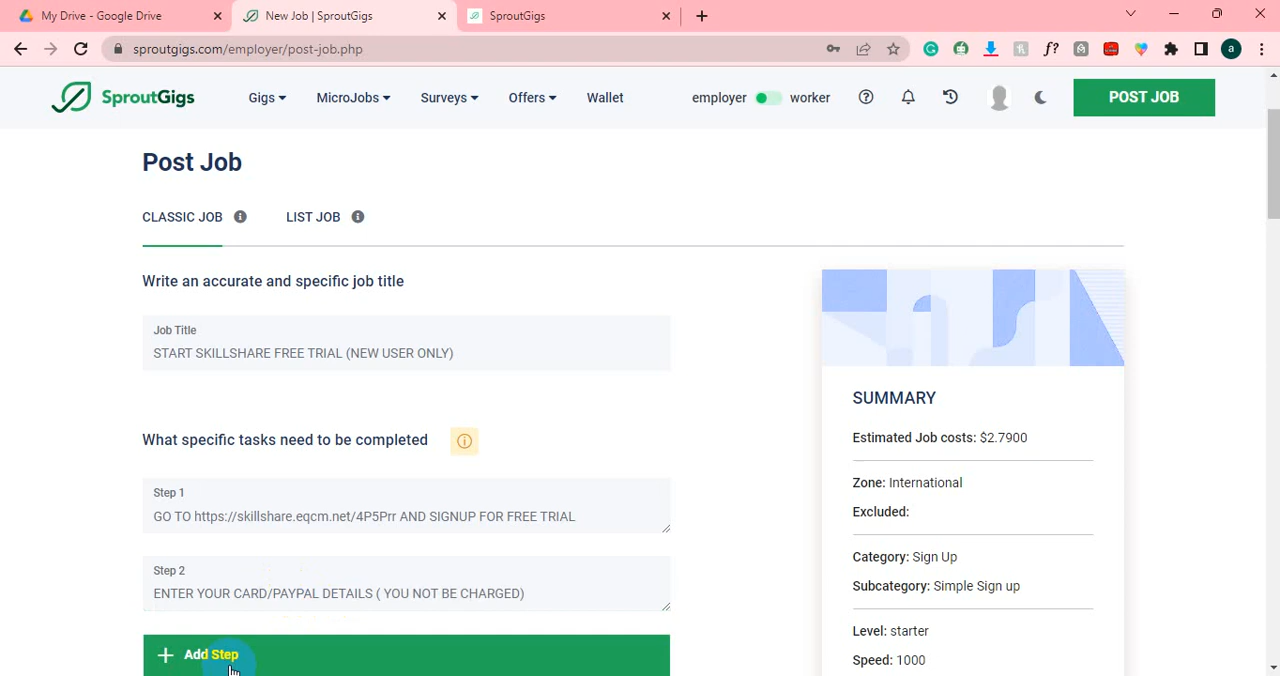 My Drive - Google Drive
New Job | SproutGigs
SproutGigs
sproutgigs.com/employer/post-job.php
SproutGigs
Gigs
MicroJobs
Surveys
Offers
Wallet
employer
worker
POST JOB
Post Job
CLASSIC JOB
LIST JOB
Write an accurate and specific job title
Job Title
START SKILLSHARE FREE TRIAL (NEW USER ONLY)
What specific tasks need to be completed
Step 1
GO TO https://skillshare.eqcm.net/4P5Prr AND SIGNUP FOR FREE TRIAL
Step 2
ENTER YOUR CARD/PAYPAL DETAILS ( YOU NOT BE CHARGED)
Add Step
SUMMARY
Estimated Job costs: $2.7900
Zone: International
Excluded:
Category: Sign Up
Subcategory: Simple Sign up
Level: starter
Speed: 1000